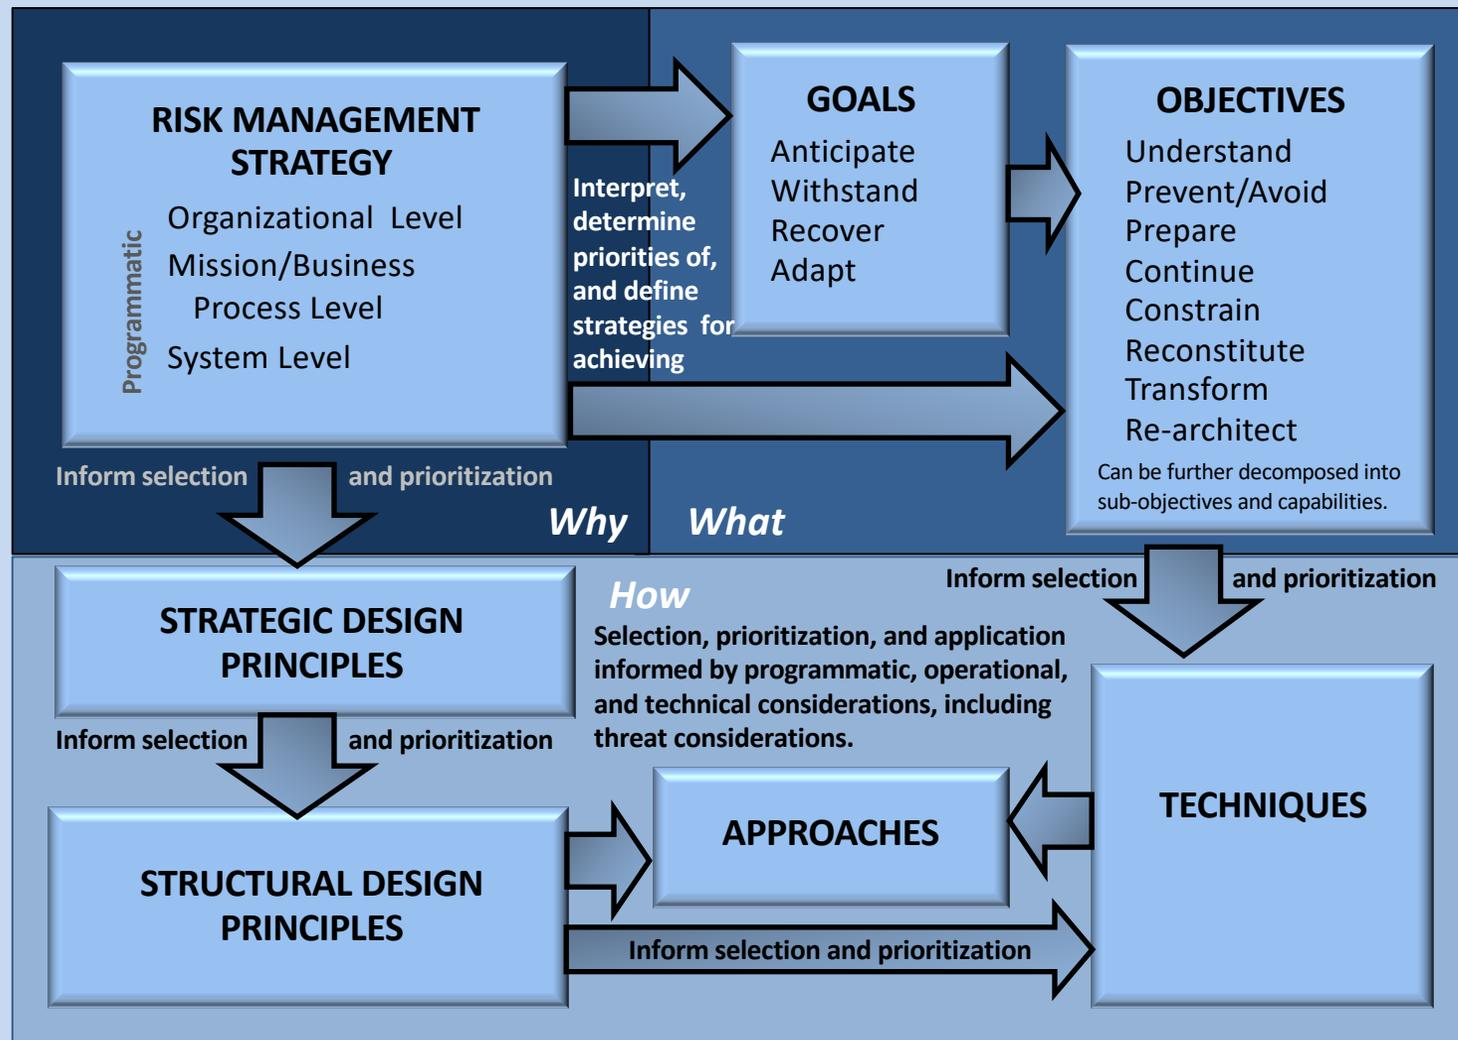 RISK MANAGEMENT
STRATEGY
Programmatic
Organizational Level
Mission/Business
Process Level
System Level
Interpret,
determine
priorities of,
and define
strategies for
achieving
GOALS
Anticipate
Withstand
Recover
Adapt
OBJECTIVES
Understand
Prevent/Avoid
Prepare
Continue
Constrain
Reconstitute
Transform
Re-architect
Can be further decomposed into
sub-objectives and capabilities.
Inform selection and prioritization
Why
What
How
Inform selection and prioritization
STRATEGIC DESIGN
PRINCIPLES
Selection, prioritization, and application
informed by programmatic, operational,
and technical considerations, including
threat considerations.
Inform selection and prioritization
STRUCTURAL DESIGN
PRINCIPLES
APPROACHES
TECHNIQUES
Inform selection and prioritization